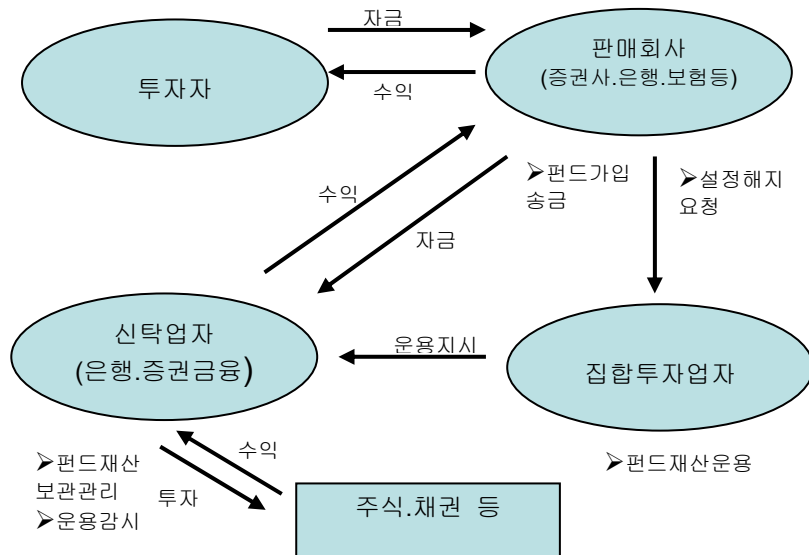 자금
투자자
판매회사
(증권사.은행.보험등)
수익
수익
자금
➢펀드가입
송금
➢설정해지
요청
신탁업자
(은행.증권금융)
운용지시
집합투자업자
➢펀드재산
보관관리
➢운용감시
수익
투자
➢펀드재산운용
주식.채권 등